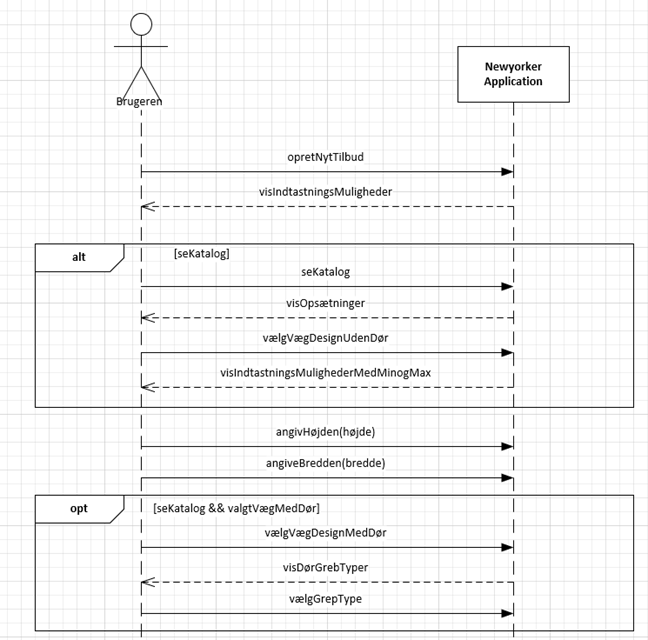 Newyorker
Application
Brugeren
opretNytTilbud
visIndtastningsMuligheder
alt
[seKatalog]
seKatalog
visOpsætninger
vælgVægDesignUdenDør
visIndtastningsMulighederMedMinogMax
angivHøjden(højde)
angiveBredden(bredde)
opt
[seKatalog && valgtVægMedDør]
vælgVægDesignMedDør
visDørGrebTyper
vælgGrepType